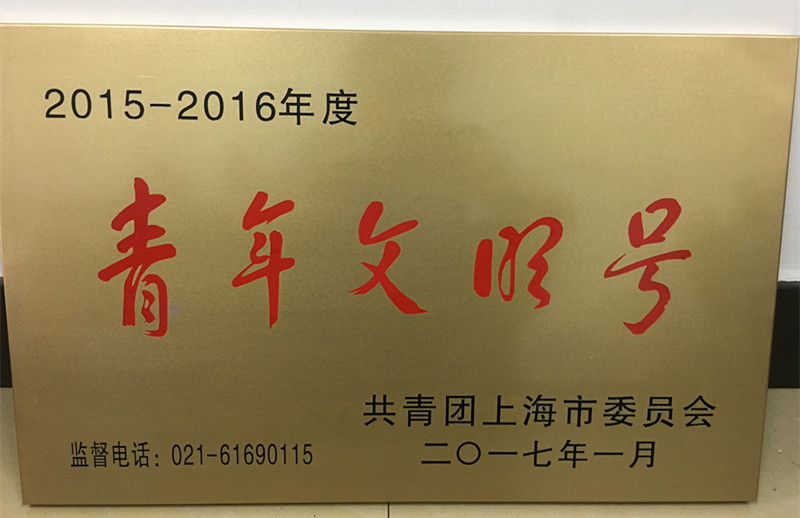 2015-2016年度
青年文明号
共青团上海市委员会
监督电话：021-61690115
二〇一七年一月